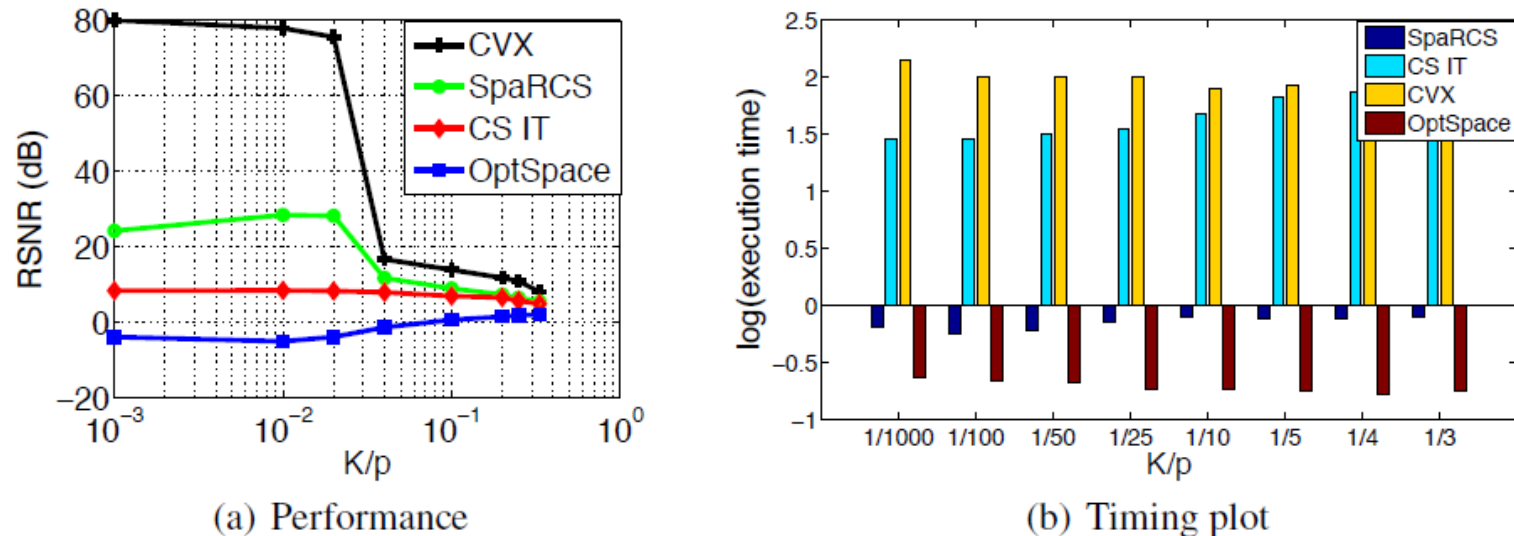 80
60
40
20
0
−20
RSNR (dB)
CVX
SpaRCS
CS IT
OptSpace
10⁻³
10⁻²
10⁻¹
10⁰
K/p
(a) Performance
2.5
2
1.5
1
0.5
0
−0.5
−1
log(execution time)
SpaRCS
CS IT
CVX
OptSpace
1/1000
1/100
1/50
1/25
1/10
1/5
1/4
1/3
K/p
(b) Timing plot